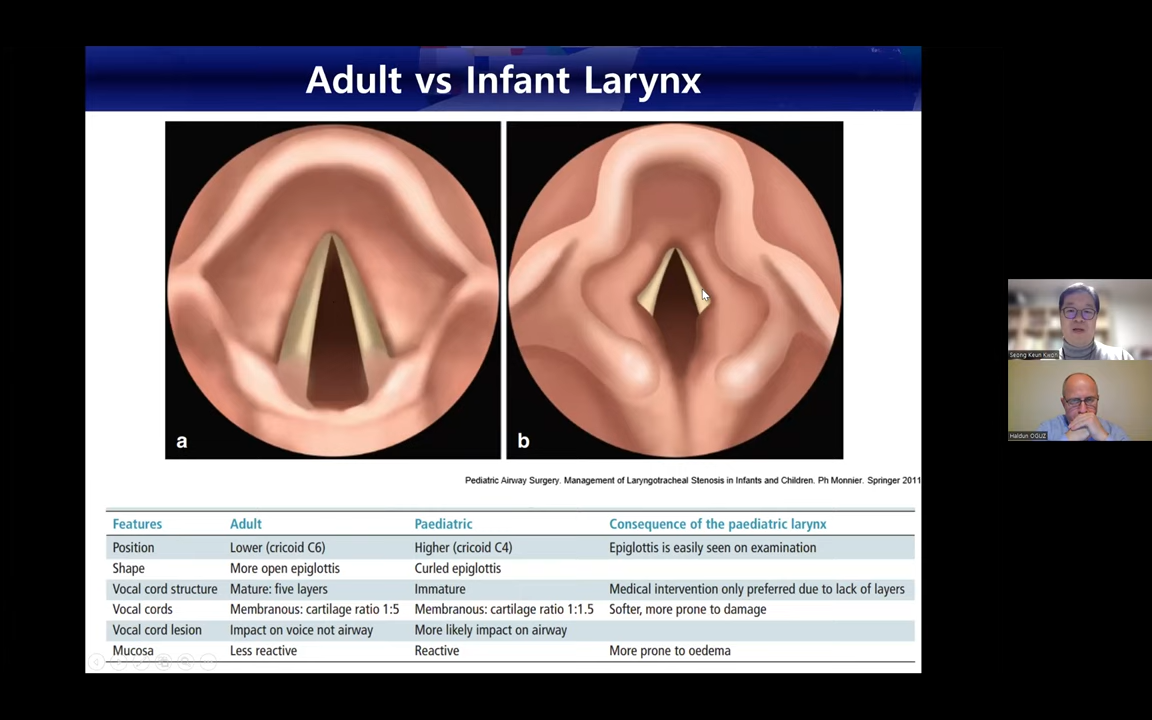 Adult vs Infant Larynx
a
b
Pediatric Airway Surgery. Management of Laryngotracheal Stenosis in Infants and Children. Ph Monnier. Springer 2011
Features Adult Paediatric Consequence of the paediatric larynx
Position Lower (cricoid C6) Higher (cricoid C4) Epiglottis is easily seen on examination
Shape More open epiglottis Curled epiglottis
Vocal cord structure Mature: five layers Immature Medical intervention only preferred due to lack of layers
Vocal cords Membranous: cartilage ratio 1:5 Membranous: cartilage ratio 1:1.5 Softer, more prone to damage
Vocal cord lesion Impact on voice not airway More likely impact on airway
Mucosa Less reactive Reactive More prone to oedema
Seong Keun Kwon
Haldun OGUZ